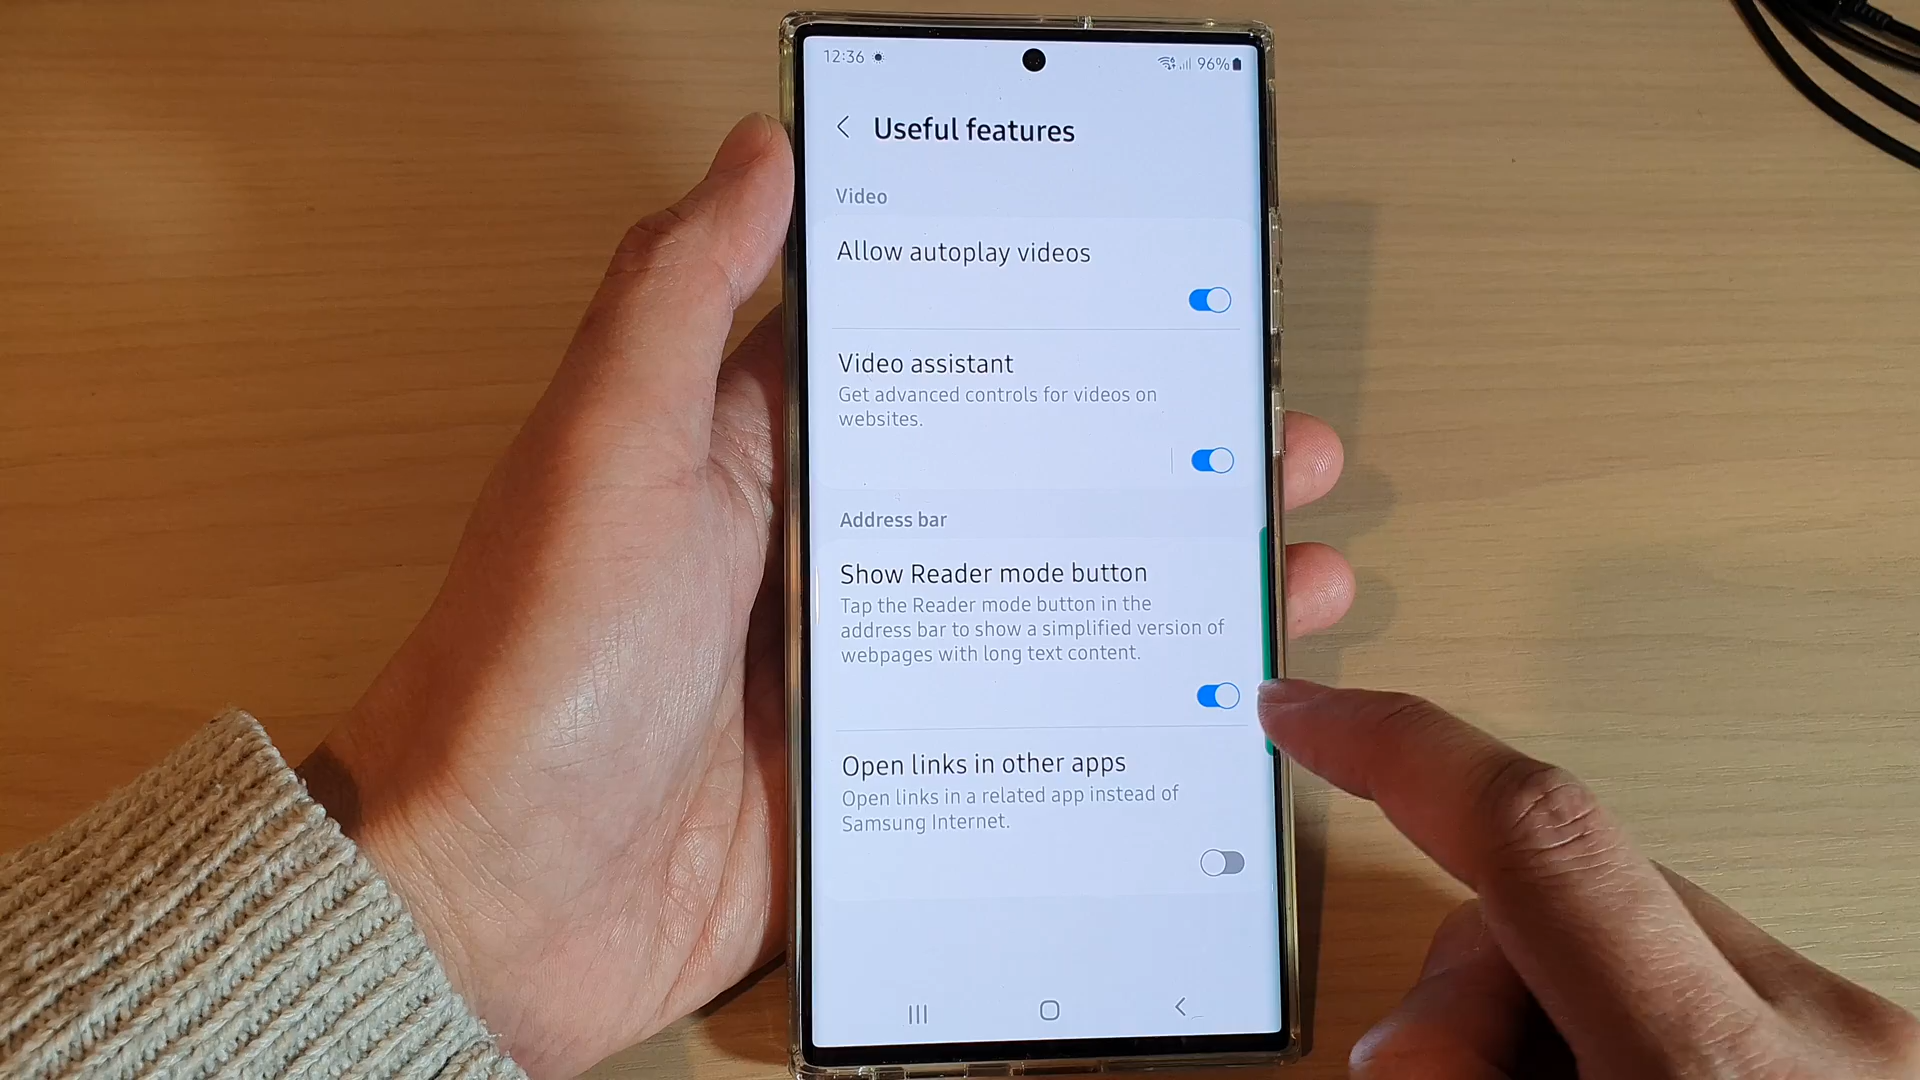 12:36
96%
Useful features
Video
Allow autoplay videos
Video assistant
Get advanced controls for videos on
websites.
Address bar
Show Reader mode button
Tap the Reader mode button in the
address bar to show a simplified version of
webpages with long text content.
Open links in other apps
Open links in a related app instead of
Samsung Internet.